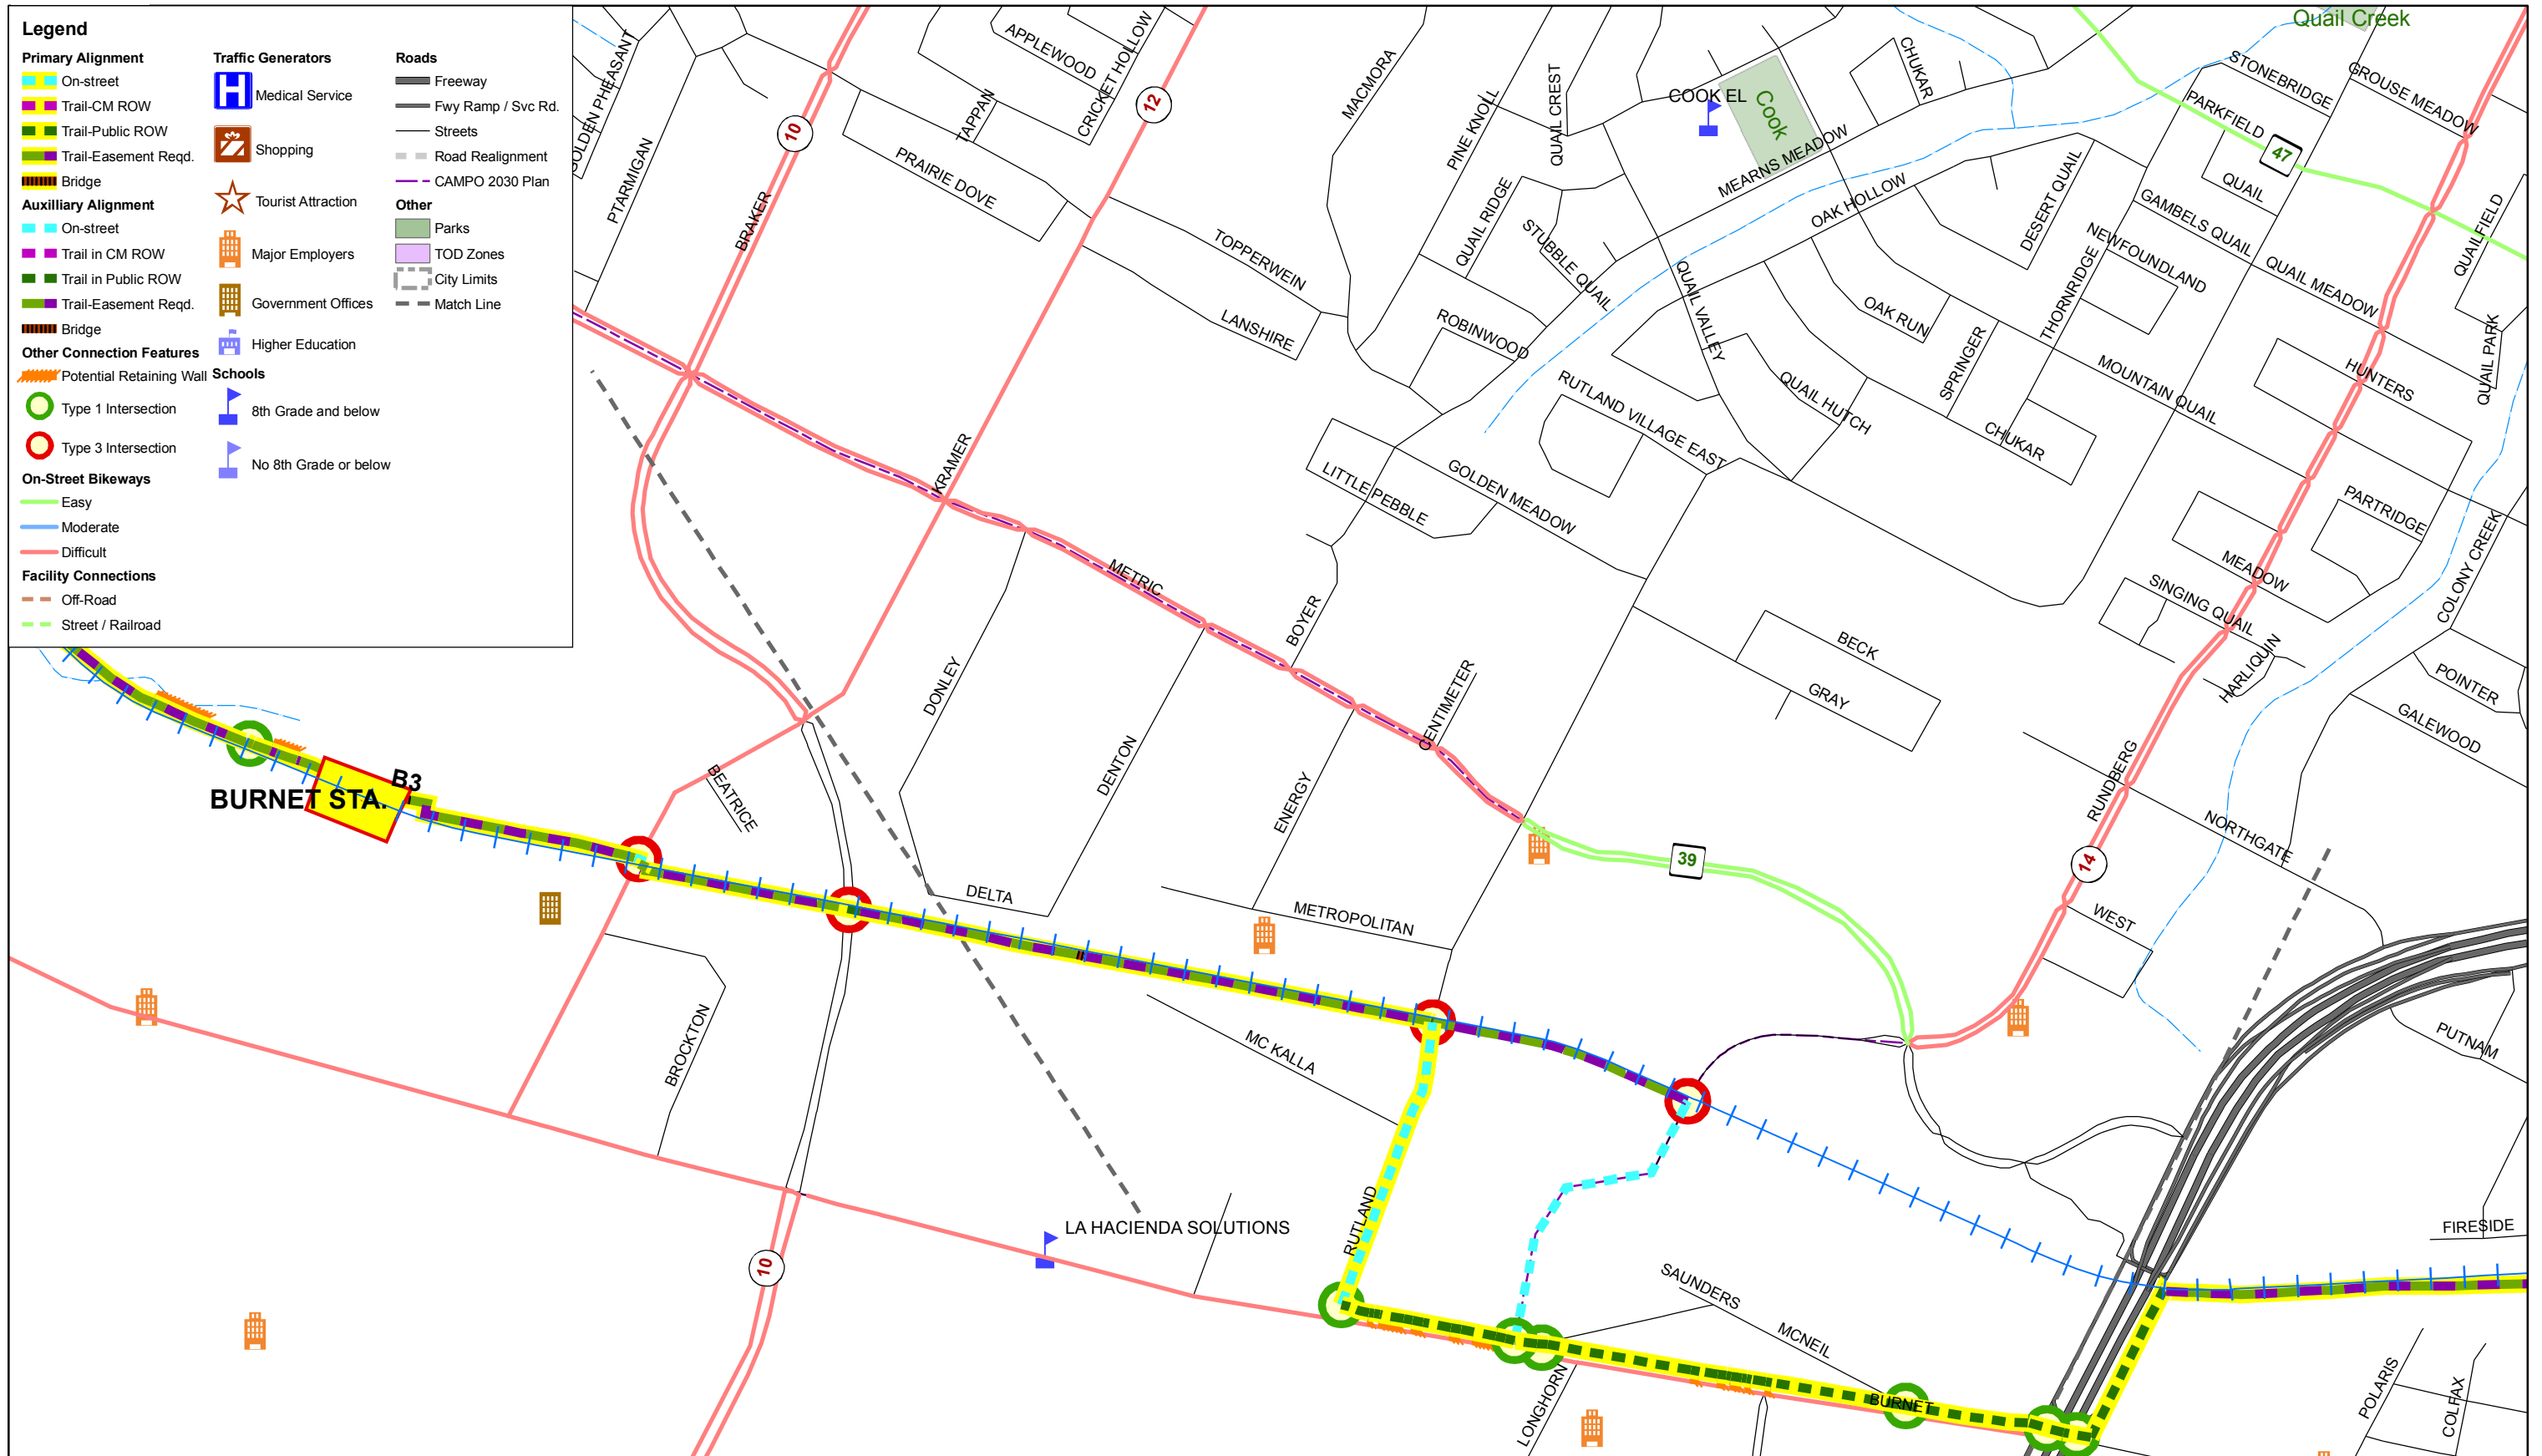 Legend
Primary Alignment
On-street
Trail-CM ROW
Trail-Public ROW
Trail-Easement Reqd.
Bridge
Auxilliary Alignment
On-street
Trail in CM ROW
Trail in Public ROW
Trail-Easement Reqd.
Bridge
Other Connection Features
Potential Retaining Wall
Type 1 Intersection
Type 3 Intersection
On-Street Bikeways
Easy
Moderate
Difficult
Facility Connections
Off-Road
Street / Railroad
Traffic Generators
H
Medical Service
Shopping
Tourist Attraction
Major Employers
Government Offices
Higher Education
Schools
8th Grade and below
No 8th Grade or below
Roads
Freeway
Fwy Ramp / Svc Rd.
Streets
Road Realignment
CAMPO 2030 Plan
Other
Parks
TOD Zones
City Limits
Match Line
GOLDEN PHEASANT
PTARMIGAN
BRAKER
10
APPLEWOOD
CRICKET HOLLOW
TAPPAN
PRAIRIE DOVE
12
TOPPERWEIN
LANSHIRE
MACMORA
PINE KNOLL
QUAIL CREST
QUAIL RIDGE
STUBBLE QUAIL
ROBINWOOD
COOK EL
Cook
CHUKAR
MEARNS MEADOW
OAK HOLLOW
QUAIL VALLEY
OAK RUN
DESERT QUAIL
THORNRIDGE
NEWFOUNDLAND
GAMBELS QUAIL
QUAIL MEADOW
QUAIL
PARKFIELD
STONEBRIDGE
GROUSE MEADOW
Quail Creek
47
QUAILFIELD
QUAIL PARK
HUNTERS
SPRINGER
MOUNTAIN QUAIL
CHUKAR
QUAIL HUTCH
RUTLAND VILLAGE EAST
GOLDEN MEADOW
LITTLE PEBBLE
KRAMER
METRIC
BOYER
CENTIMETER
BECK
GRAY
PARTRIDGE
MEADOW
SINGING QUAIL
HARLIQUIN
COLONY CREEK
POINTER
GALEWOOD
RUNDBERG
NORTHGATE
14
WEST
PUTNAM
FIRESIDE
POLARIS
COLFAX
39
DONLEY
DENTON
ENERGY
METROPOLITAN
DELTA
BEATRICE
B3
BURNET STA.
BROCKTON
MC KALLA
RUTLAND
LA HACIENDA SOLUTIONS
10
SAUNDERS
MCNEIL
LONGHORN
BURNET